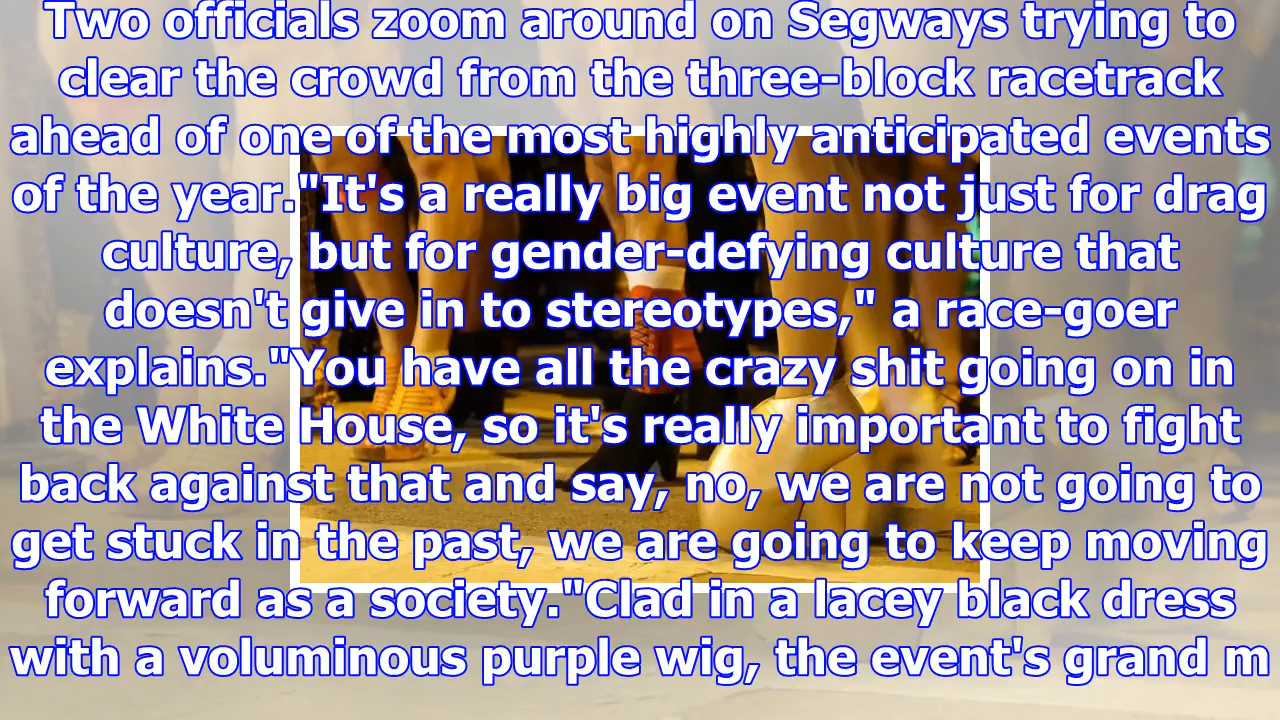 Two officials zoom around on Segways trying to
clear the crowd from the three-block racetrack
ahead of one of the most highly anticipated events
of the year."It's a really big event not just for drag
culture, but for gender-defying culture that
doesn't give in to stereotypes," a race-goer
explains."You have all the crazy shit going on in
the White House, so it's really important to fight
back against that and say, no, we are not going to
get stuck in the past, we are going to keep moving
forward as a society."Clad in a lacey black dress
with a voluminous purple wig, the event's grand m